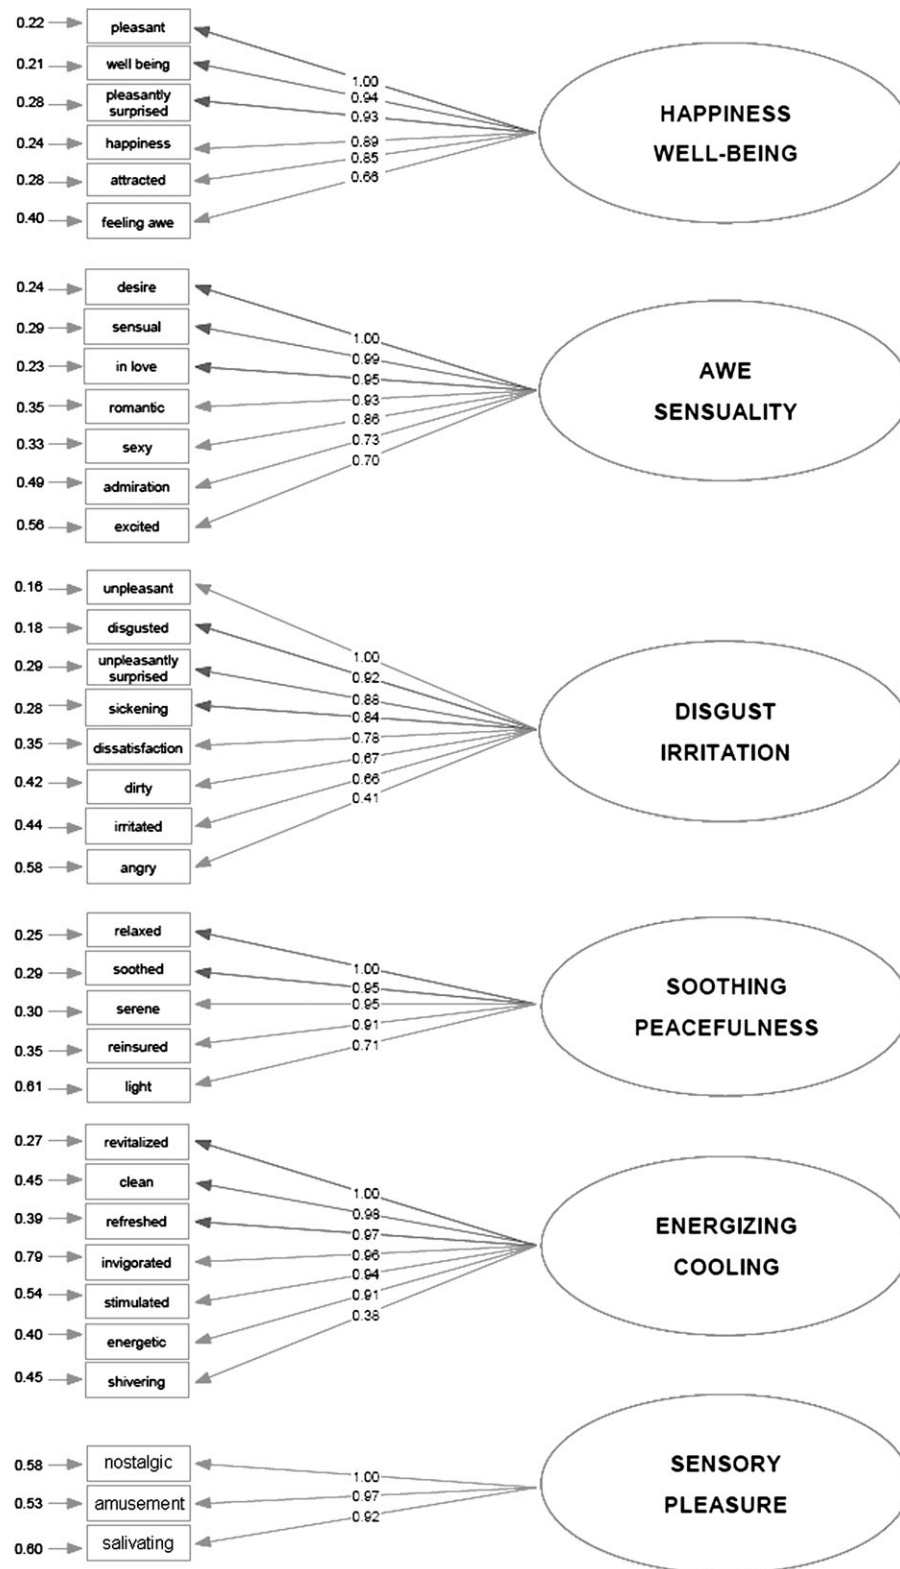 0.22
pleasant
0.21
well being
0.28
pleasantly
surprised
0.24
happiness
0.28
attracted
0.40
feeling awe
1.00
0.94
0.93
0.89
0.85
0.66
HAPPINESS
WELL-BEING
0.24
desire
0.29
sensual
0.23
in love
0.35
romantic
0.33
sexy
0.49
admiration
0.56
excited
1.00
0.99
0.95
0.93
0.86
0.73
0.70
AWE
SENSUALITY
0.16
unpleasant
0.18
disgusted
0.29
unpleasantly
surprised
0.28
sickening
0.35
dissatisfaction
0.42
dirty
0.44
irritated
0.58
angry
1.00
0.92
0.88
0.84
0.78
0.67
0.66
0.41
DISGUST
IRRITATION
0.25
relaxed
0.29
soothed
0.30
serene
0.35
reinsured
0.61
light
1.00
0.95
0.95
0.91
0.71
SOOTHING
PEACEFULNESS
0.27
revitalized
0.45
clean
0.39
refreshed
0.79
invigorated
0.54
stimulated
0.40
energetic
0.45
shivering
1.00
0.98
0.97
0.96
0.94
0.91
0.38
ENERGIZING
COOLING
0.58
nostalgic
0.53
amusement
0.60
salivating
1.00
0.97
0.92
SENSORY
PLEASURE